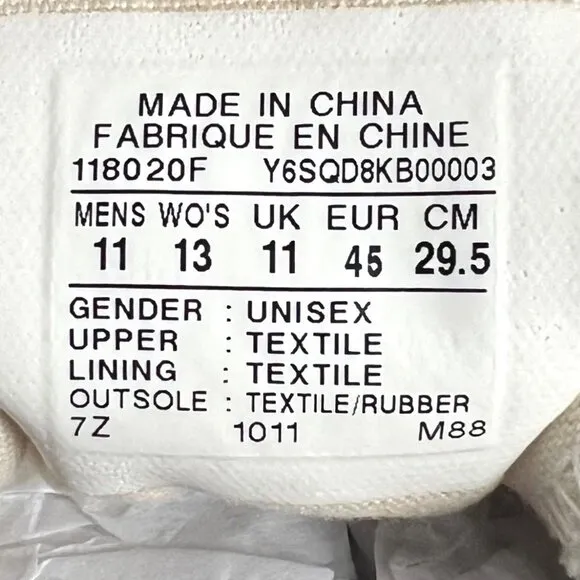 MADE IN CHINA
FABRIQUE EN CHINE
118020F Y6SQD8KB00003
MENS WO'S UK EUR CM
11 13 11 45 29.5
GENDER : UNISEX
UPPER : TEXTILE
LINING : TEXTILE
OUTSOLE : TEXTILE/RUBBER
7Z 1011 M88